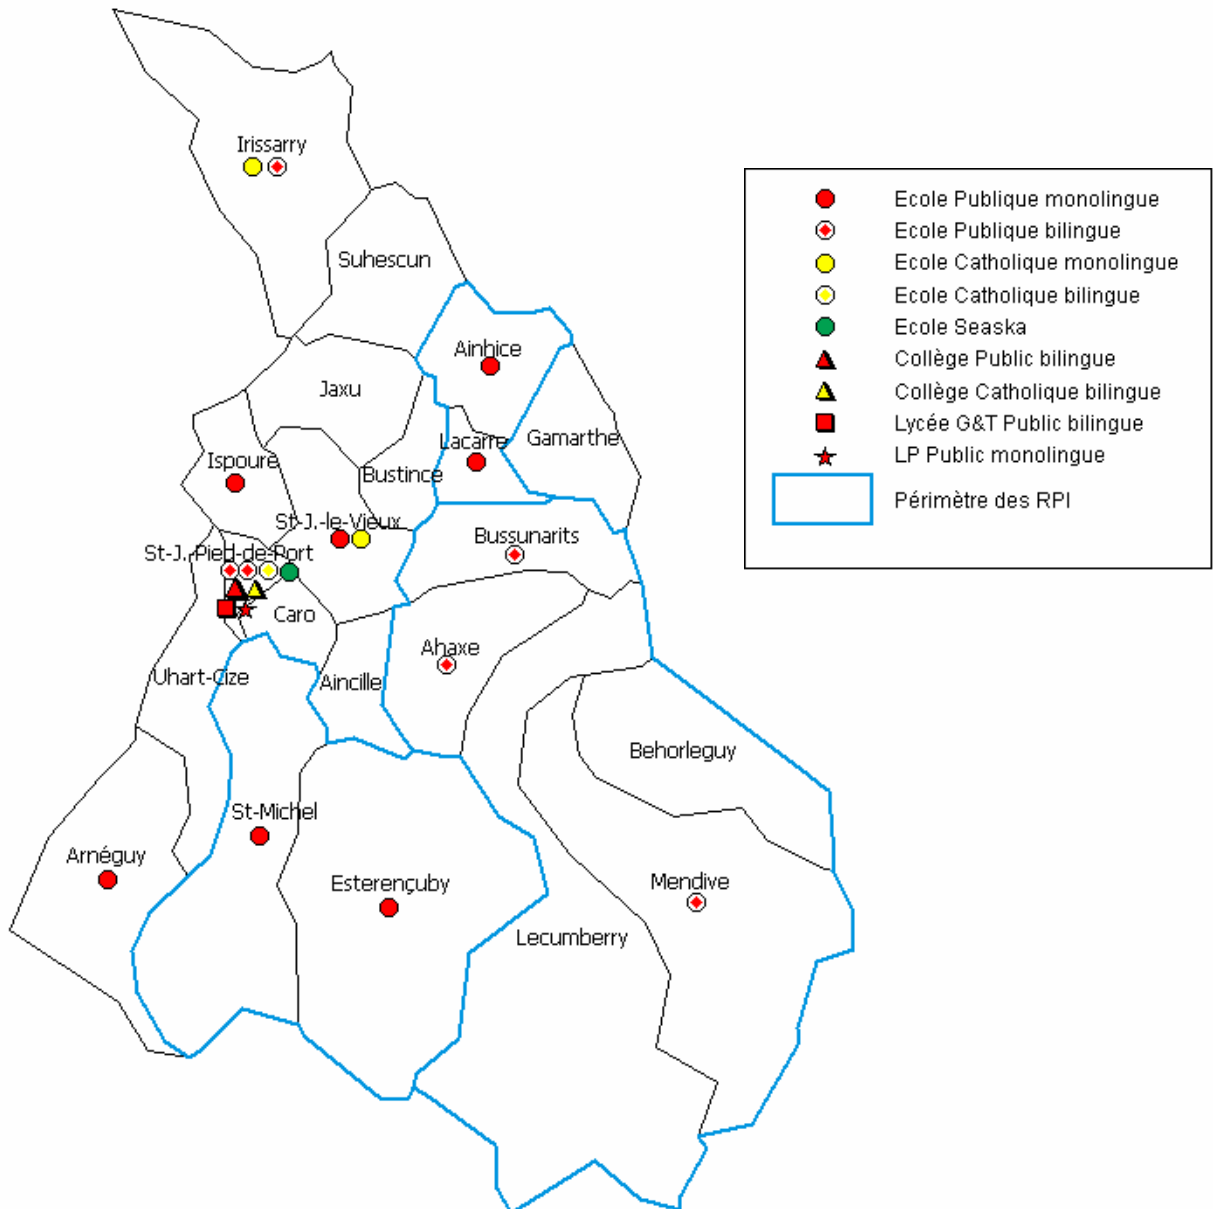 Irissarry
Suhescun
Ainhice
Jaxu
Gamarthe
Lacarre
Ispoure
Bustince
St-J.-le-Vieux
Bussunarits
St-J.-Pied-de-Port
Caro
Ahaxe
Uhart-Cize
Aincille
Behorleguy
St-Michel
Arnéguy
Esterençuby
Mendive
Lecumberry
Ecole Publique monolingue
Ecole Publique bilingue
Ecole Catholique monolingue
Ecole Catholique bilingue
Ecole Seaska
Collège Public bilingue
Collège Catholique bilingue
Lycée G&T Public bilingue
LP Public monolingue
Périmètre des RPI